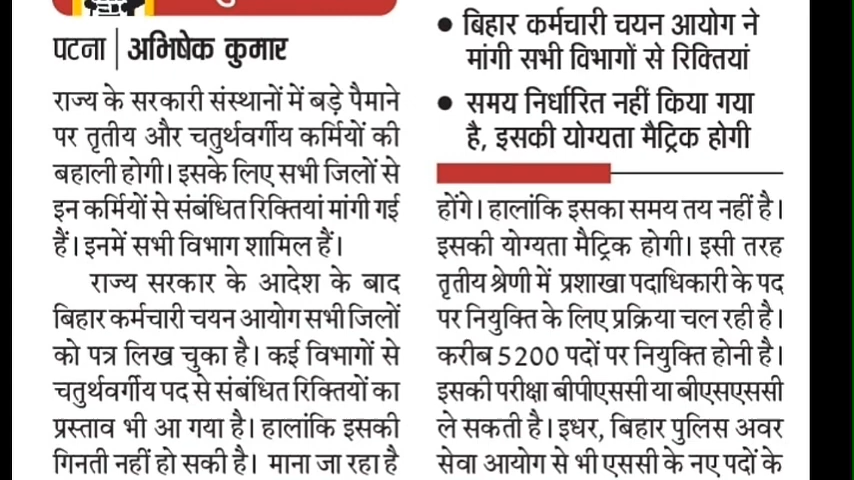 पटना | अभिषेक कुमार
राज्य के सरकारी संस्थानों में बड़े पैमाने
पर तृतीय और चतुर्थवर्गीय कर्मियों की
बहाली होगी। इसके लिए सभी जिलों से
इन कर्मियों से संबंधित रिक्तियां मांगी गई
हैं। इनमें सभी विभाग शामिल हैं।
राज्य सरकार के आदेश के बाद
बिहार कर्मचारी चयन आयोग सभी जिलों
को पत्र लिख चुका है। कई विभागों से
चतुर्थवर्गीय पद से संबंधित रिक्तियों का
प्रस्ताव भी आ गया है। हालांकि इसकी
गिनती नहीं हो सकी है। माना जा रहा है
• बिहार कर्मचारी चयन आयोग ने
मांगी सभी विभागों से रिक्तियां
• समय निर्धारित नहीं किया गया
है, इसकी योग्यता मैट्रिक होगी
होंगे। हालांकि इसका समय तय नहीं है।
इसकी योग्यता मैट्रिक होगी। इसी तरह
तृतीय श्रेणी में प्रशाखा पदाधिकारी के पद
पर नियुक्ति के लिए प्रक्रिया चल रही है।
करीब 5200 पदों पर नियुक्ति होनी है।
इसकी परीक्षा बीपीएससी या बीएसएससी
ले सकती है। इधर, बिहार पुलिस अवर
सेवा आयोग से भी एससी के नए पदों के